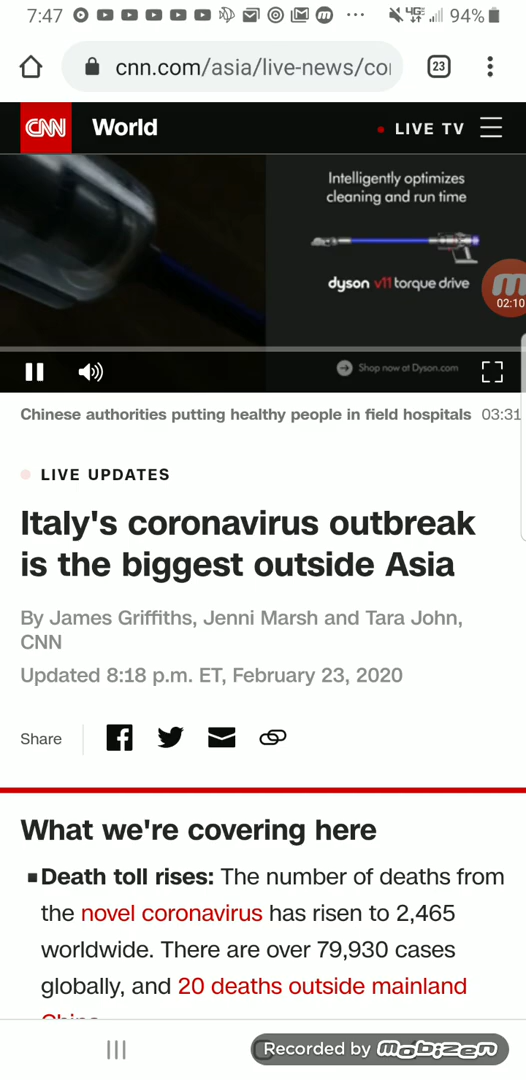 7:47
4G
94%
cnn.com/asia/live-news/co
23
CNN World
LIVE TV
Intelligently optimizes
cleaning and run time
dyson v11 torque drive
02:10
Shop now at Dyson.com
Chinese authorities putting healthy people in field hospitals 03:31
LIVE UPDATES
Italy's coronavirus outbreak
is the biggest outside Asia
By James Griffiths, Jenni Marsh and Tara John,
CNN
Updated 8:18 p.m. ET, February 23, 2020
Share
What we're covering here
Death toll rises: The number of deaths from
the novel coronavirus has risen to 2,465
worldwide. There are over 79,930 cases
globally, and 20 deaths outside mainland
China
Recorded by mobizen